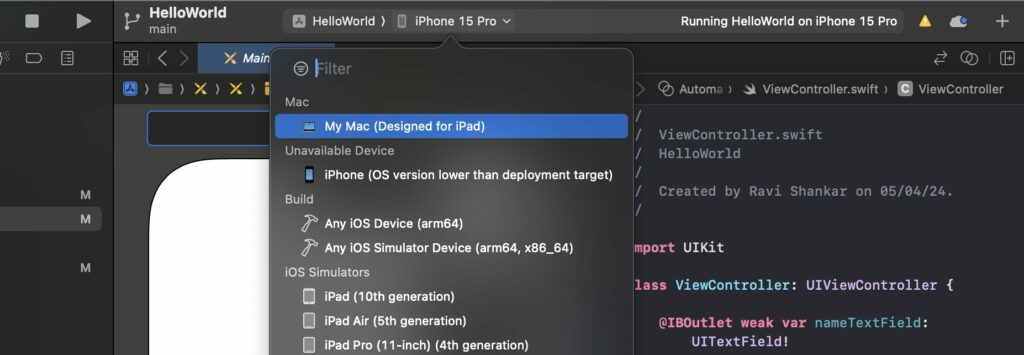 HelloWorld
main
HelloWorld
iPhone 15 Pro
Running HelloWorld on iPhone 15 Pro
Main
Filter
Automa
ViewController.swift
C
ViewController
Mac
My Mac (Designed for iPad)
Unavailable Device
iPhone (OS version lower than deployment target)
Build
Any iOS Device (arm64)
Any iOS Simulator Device (arm64, x86_64)
iOS Simulators
iPad (10th generation)
iPad Air (5th generation)
iPad Pro (11-inch) (4th generation)
M
M
M
/
/ ViewController.swift
/ HelloWorld
/
/ Created by Ravi Shankar on 05/04/24.
/
mport UIKit
lass ViewController: UIViewController {
@IBOutlet weak var nameTextField:
UITextField!